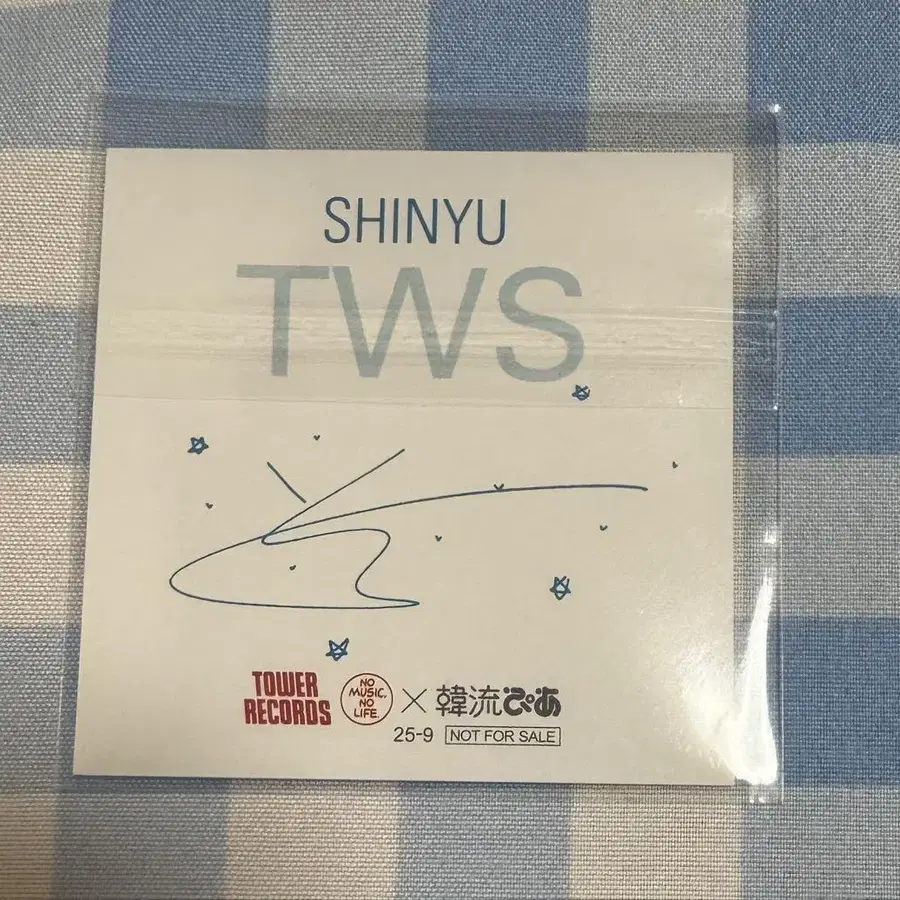 SHINYU
TWS
TOWER RECORDS NO MUSIC. NO LIFE. × 韓流ぴあ
25-9 NOT FOR SALE